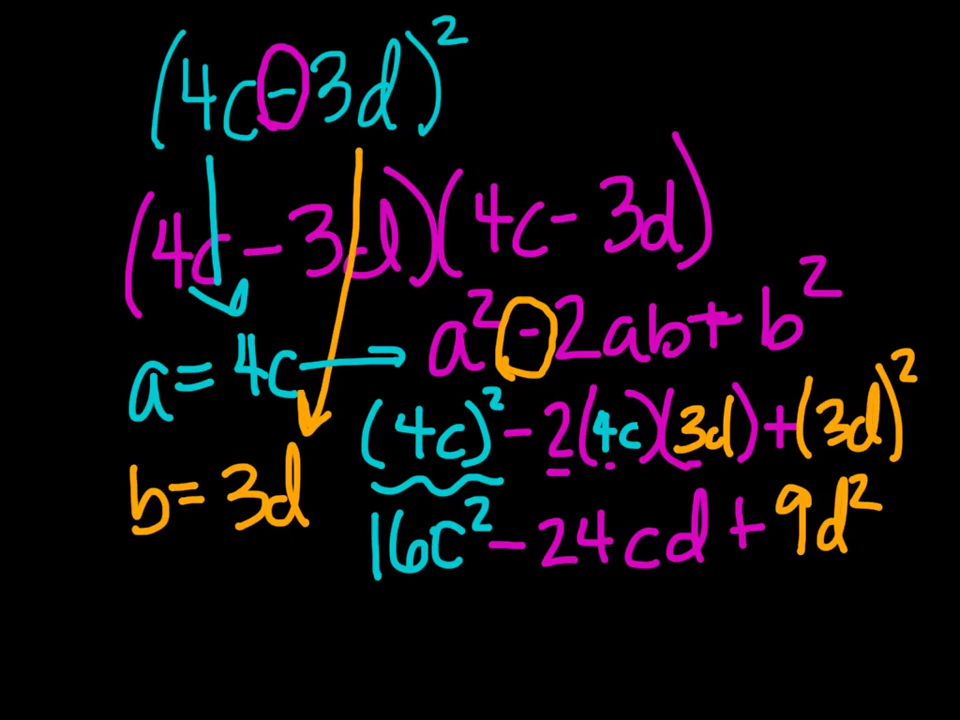 (4c-3d)²
(4c-3d)(4c-3d)
a²-2ab+b²
a=4c
(4c)²-2(4c)(3d)+(3d)²
b=3d
16c²-24cd+9d²